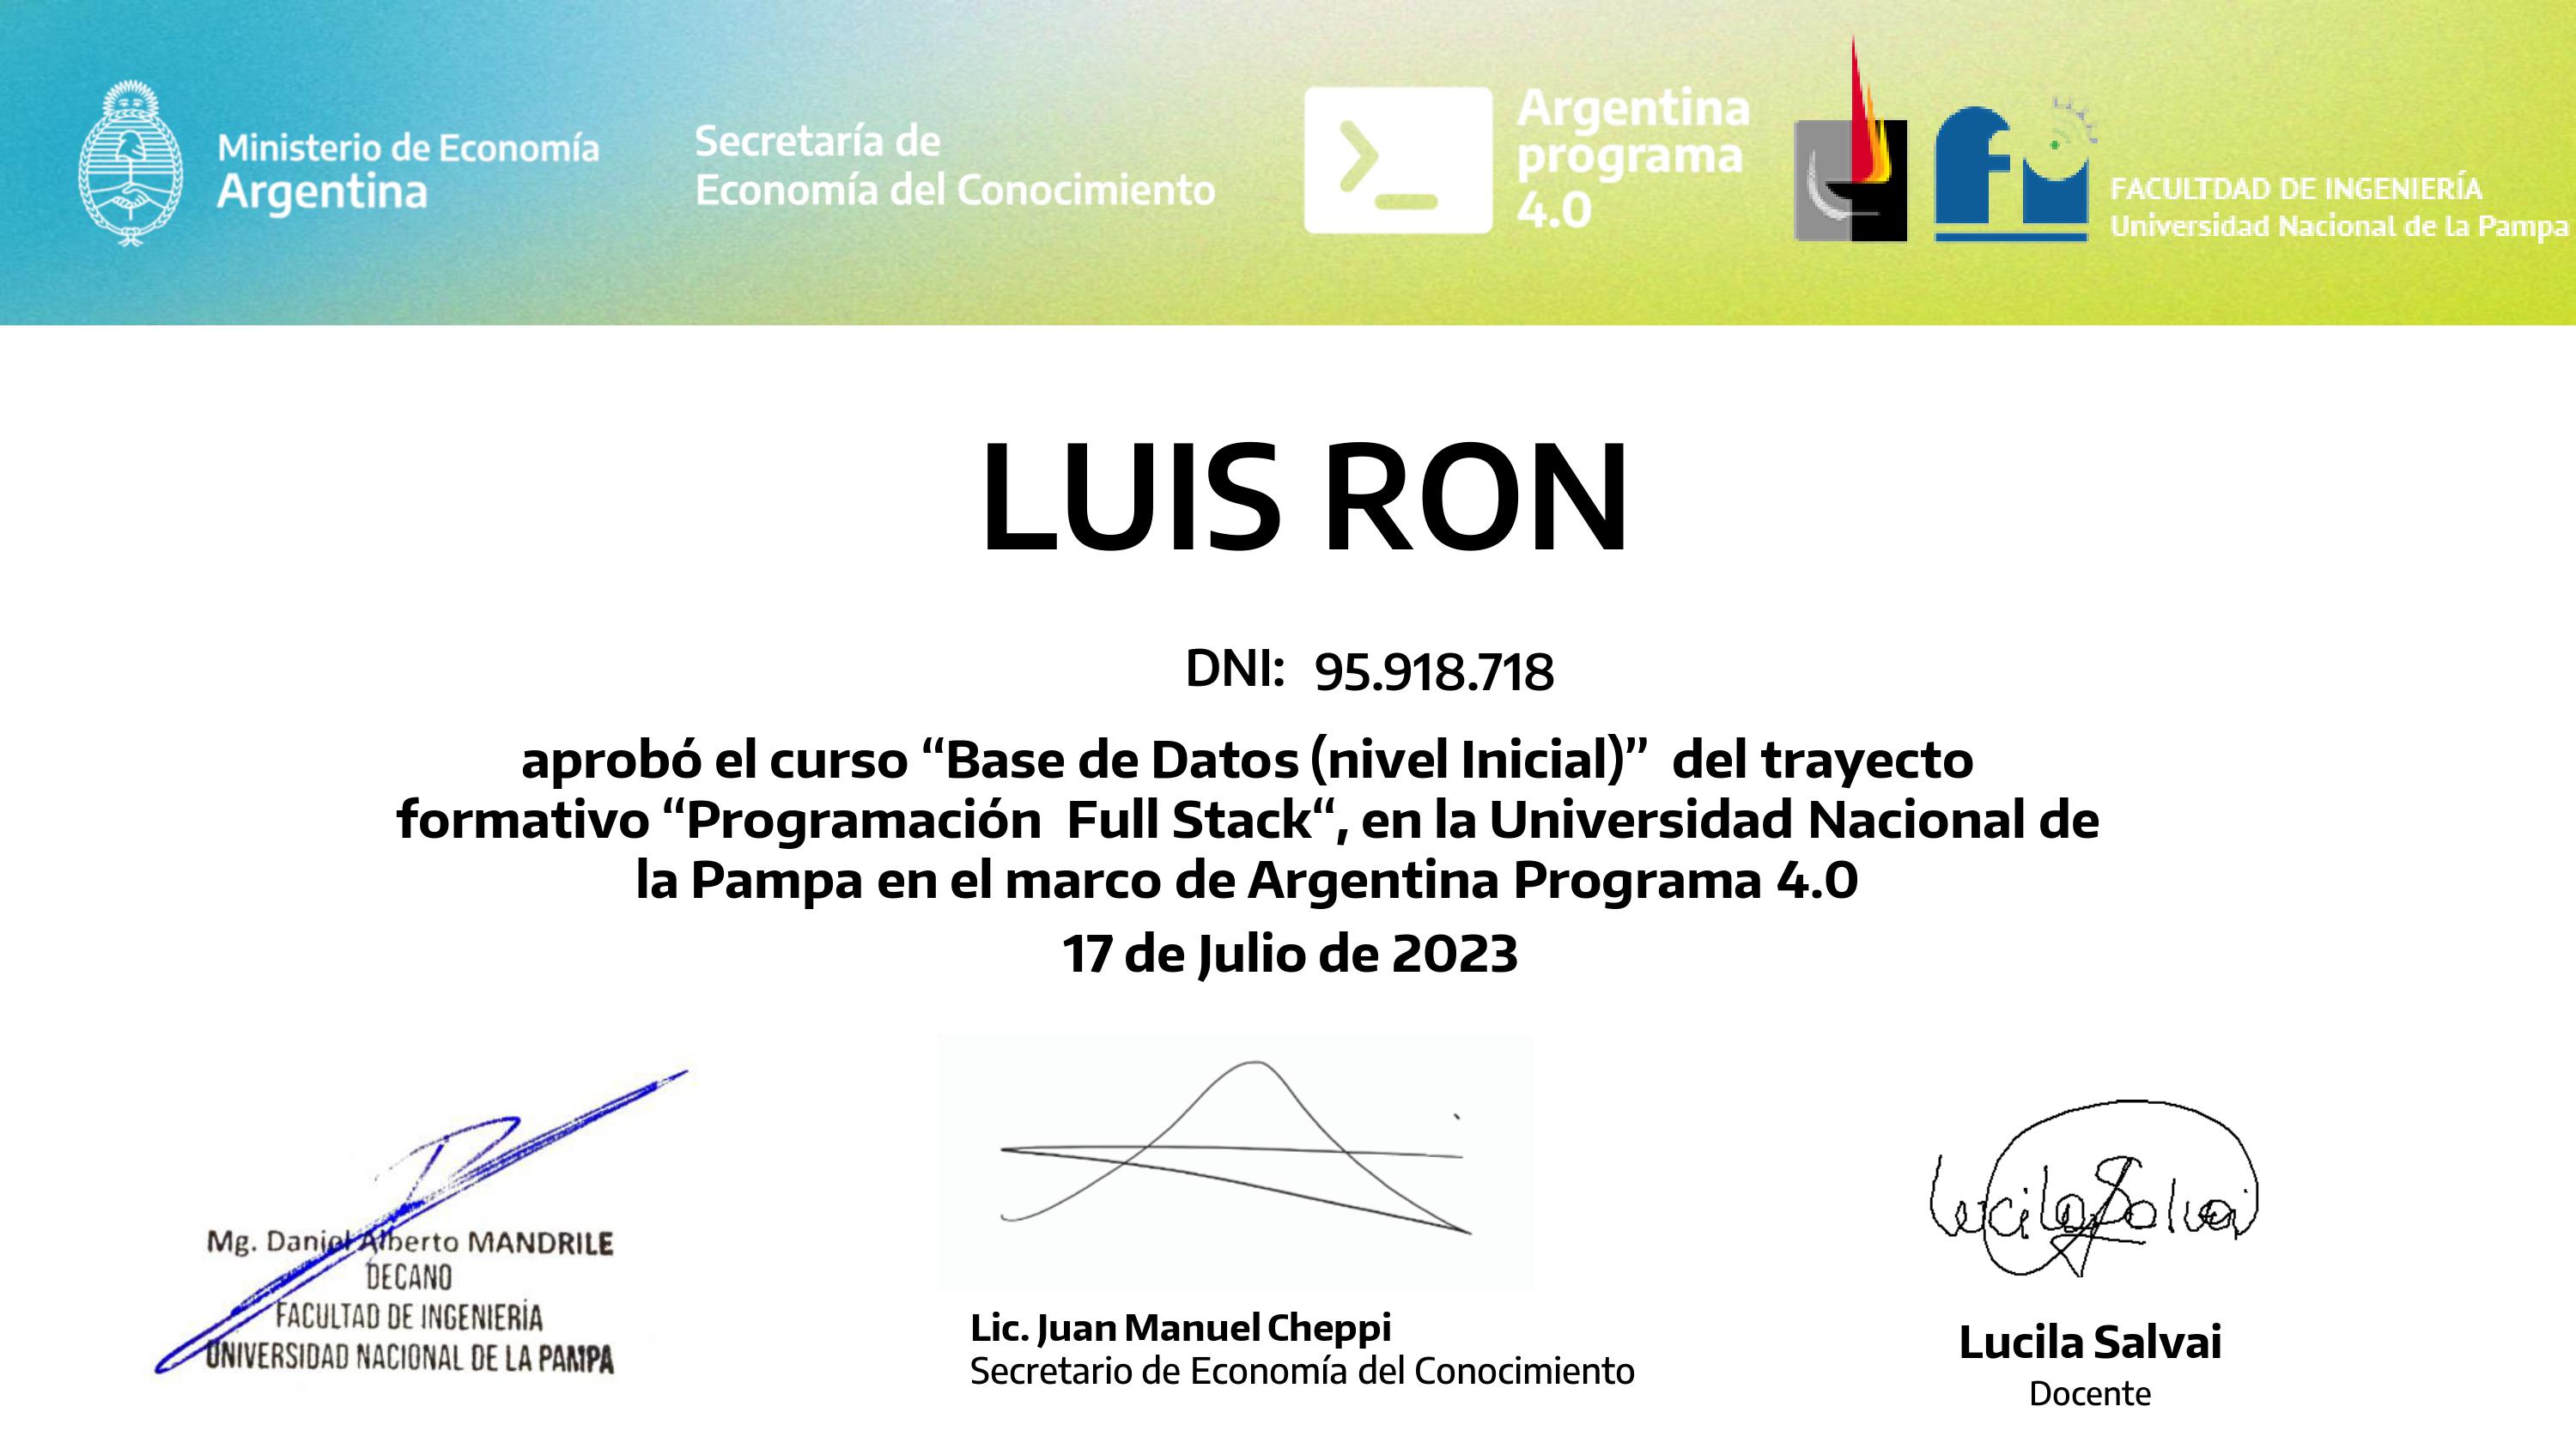 Ministerio de Economía
Argentina
Secretaría de
Economía del Conocimiento
Argentina
programa
4.0
FACULTDAD DE INGENIERÍA
Universidad Nacional de la Pampa
LUIS RON
DNI: 95.918.718
aprobó el curso “Base de Datos (nivel Inicial)” del trayecto
formativo “Programación Full Stack“, en la Universidad Nacional de
la Pampa en el marco de Argentina Programa 4.0
17 de Julio de 2023
Mg. Daniel Alberto MANDRILE
DECANO
FACULTAD DE INGENIERÍA
UNIVERSIDAD NACIONAL DE LA PAMPA
Lic. Juan Manuel Cheppi
Secretario de Economía del Conocimiento
Lucila Salvai
Lucila Salvai
Docente